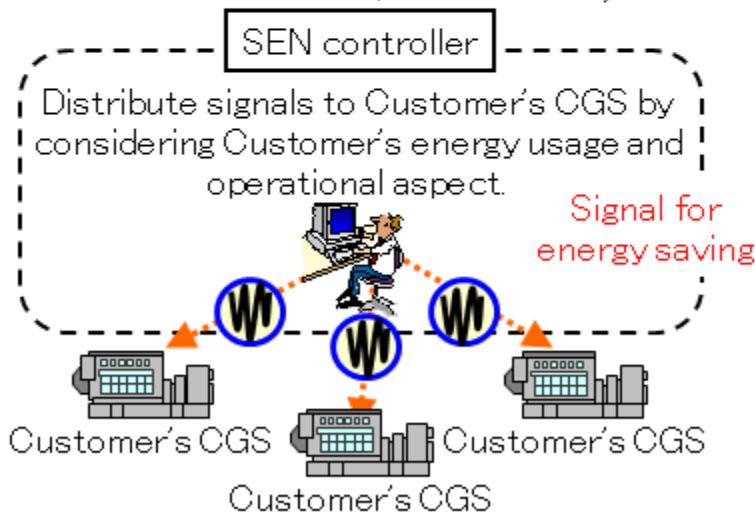 SEN controller
Distribute signals to Customer's CGS by
considering Customer's energy usage and
operational aspect.
Signal for
energy saving
Customer's CGS
Customer's CGS
Customer's CGS